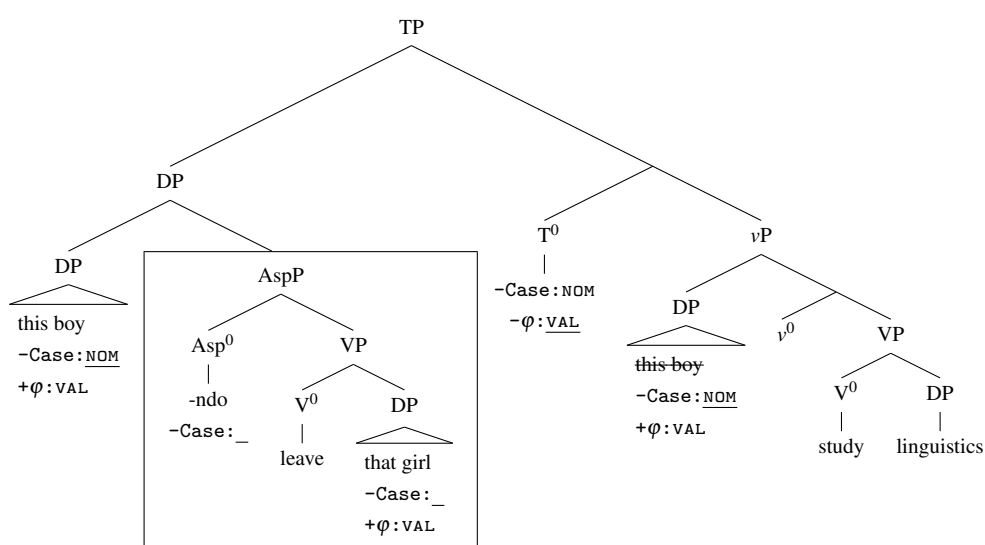 TP
DP
T⁰ vP
DP
AspP
-Case:NOM
-φ:VAL
DP
v⁰ VP
this boy
-Case:NOM
+φ:VAL
Asp⁰ VP
this boy
-Case:NOM
+φ:VAL
V⁰ DP
-ndo
-Case:_
V⁰ DP
study linguistics
leave
that girl
-Case:_
+φ:VAL